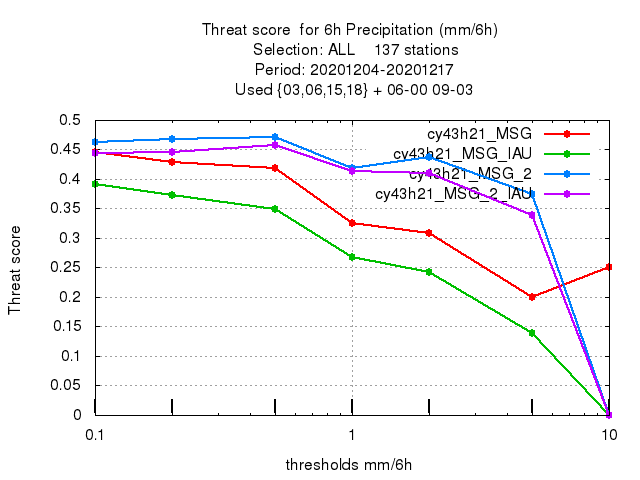 Threat score  for 6h Precipitation (mm/6h)
Selection: ALL    137 stations
Period: 20201204-20201217
Used {03,06,15,18} + 06-00 09-03
0.5
0.45
0.4
0.35
0.3
0.25
0.2
0.15
0.1
0.05
0
Threat score
cy43h21_MSG
cy43h21_MSG_IAU
cy43h21_MSG_2
cy43h21_MSG_2_IAU
0.1 1 10
thresholds mm/6h